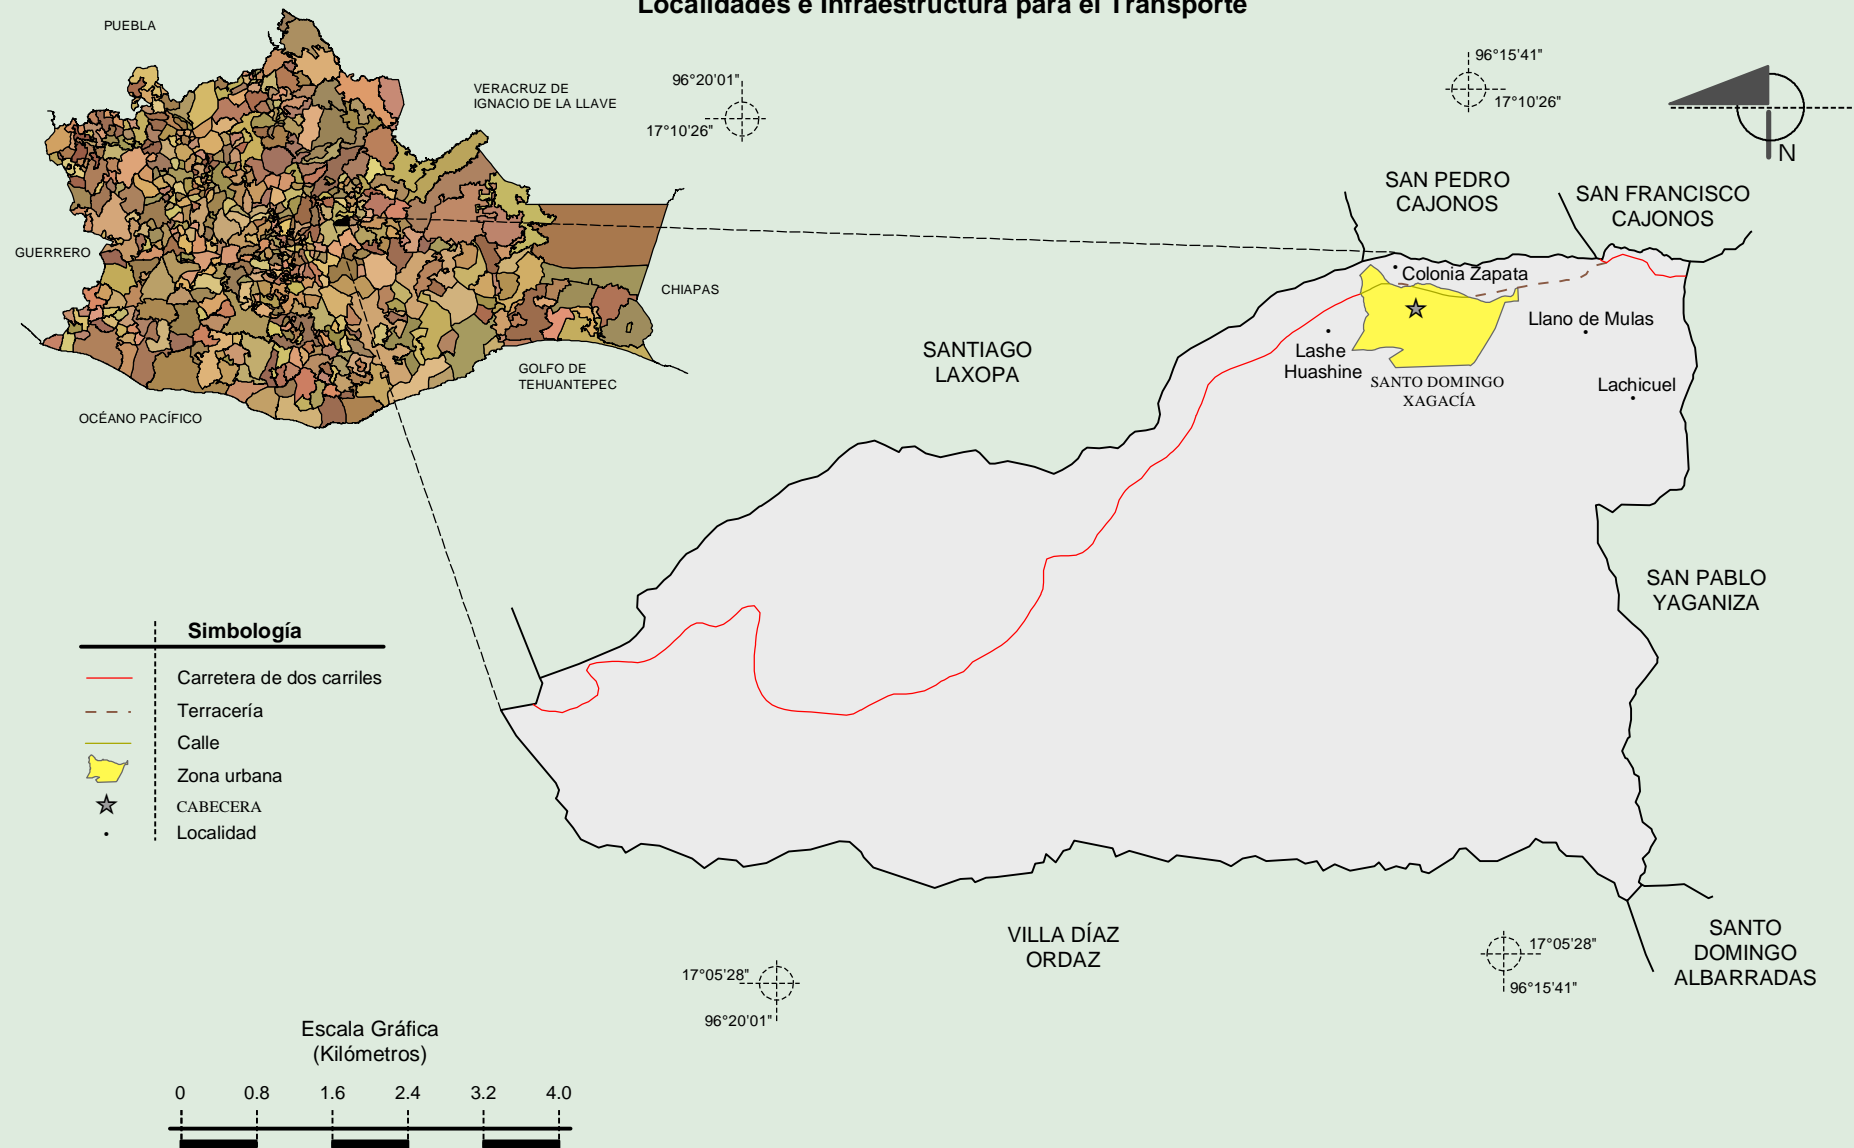 Localidades e Infraestructura para el Transporte
PUEBLA
VERACRUZ DE
IGNACIO DE LA LLAVE
GUERRERO
CHIAPAS
GOLFO DE
TEHUANTEPEC
OCÉANO PACÍFICO
96°20'01"
17°10'26"
96°15'41"
17°10'26"
N
SAN PEDRO
CAJONOS
SAN FRANCISCO
CAJONOS
Colonia Zapata
Llano de Mulas
Lashe
Huashine
SANTO DOMINGO
XAGACÍA
Lachicuel
SANTIAGO
LAXOPA
SAN PABLO
YAGANIZA
VILLA DÍAZ
ORDAZ
SANTO
DOMINGO
ALBARRADAS
17°05'28"
96°20'01"
17°05'28"
96°15'41"
Simbología
Carretera de dos carriles
Terracería
Calle
Zona urbana
CABECERA
Localidad
Escala Gráfica
(Kilómetros)
0 0.8 1.6 2.4 3.2 4.0